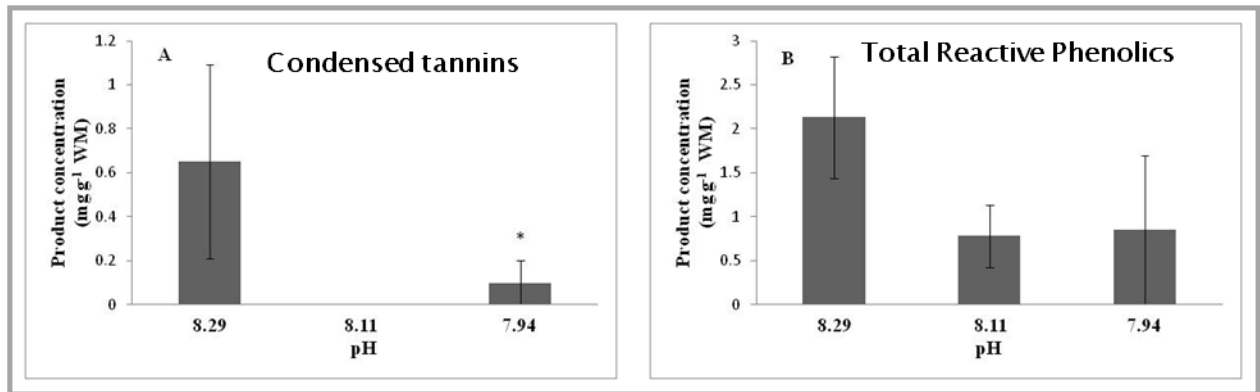 A
Condensed tannins
Product concentration
(mg g-1 WM)
1.2
1
0.8
0.6
0.4
0.2
0
*
8.29 8.11 7.94
pH
B
Total Reactive Phenolics
Product concentration
(mg g-1 WM)
3
2.5
2
1.5
1
0.5
0
8.29 8.11 7.94
pH